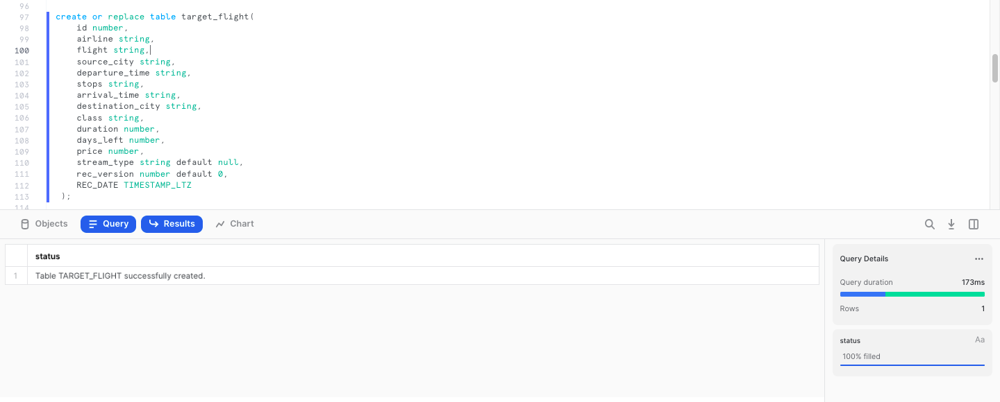 96
97 create or replace table target_flight(
98 id number,
99 airline string,
100 flight string,
101 source_city string,
102 departure_time string,
103 stops string,
104 arrival_time string,
105 destination_city string,
106 class string,
107 duration number,
108 days_left number,
109 price number,
110 stream_type string default null,
111 rec_version number default 0,
112 REC_DATE TIMESTAMP_LTZ
113 );
114
Objects Query Results Chart
status
1 Table TARGET_FLIGHT successfully created.
Query Details ...
Query duration 173ms
Rows 1
status Aa
100% filled